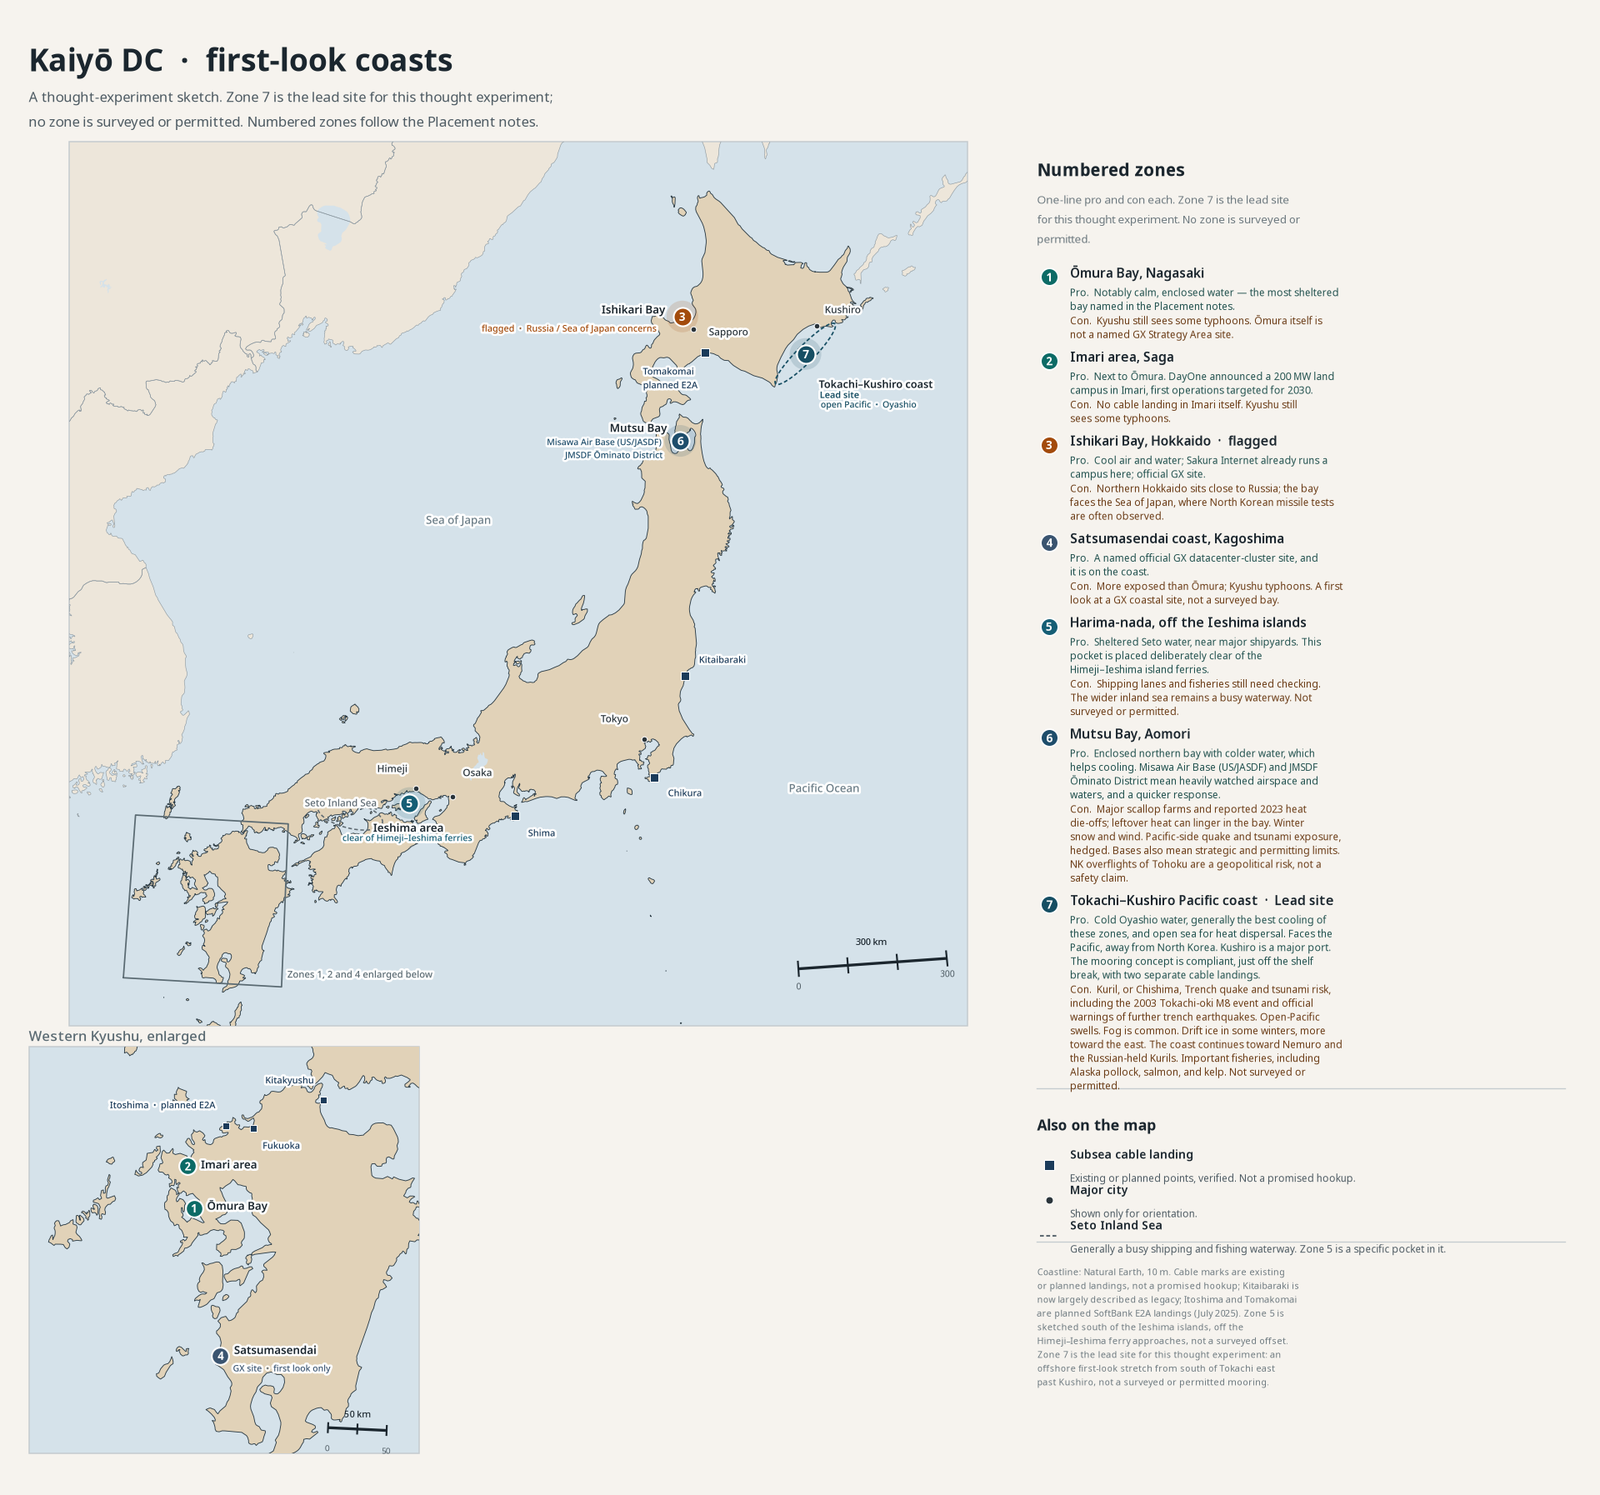 Kaiyō DC · first-look coasts
A thought-experiment sketch. Zone 7 is the lead site for this thought experiment;
no zone is surveyed or permitted. Numbered zones follow the Placement notes.
Ishikari Bay
3
flagged · Russia / Sea of Japan concerns
Sapporo
Kushiro
7
Tomakomai
planned E2A
Tokachi–Kushiro coast
Lead site
open Pacific · Oyashio
Mutsu Bay
6
Misawa Air Base (US/JASDF)
JMSDF Ōminato District
Sea of Japan
Kitaibaraki
Tokyo
Himeji
Osaka
Chikura
Pacific Ocean
Seto Inland Sea
5
Ieshima area
clear of Himeji–Ieshima ferries
Shima
300 km
0
300
Zones 1, 2 and 4 enlarged below
Western Kyushu, enlarged
Kitakyushu
Itoshima · planned E2A
Fukuoka
2
Imari area
1
Ōmura Bay
4
Satsumasendai
GX site · first look only
50 km
0
50
Numbered zones
One-line pro and con each. Zone 7 is the lead site
for this thought experiment. No zone is surveyed or
permitted.
1
Ōmura Bay, Nagasaki
Pro. Notably calm, enclosed water — the most sheltered
bay named in the Placement notes.
Con. Kyushu still sees some typhoons. Ōmura itself is
not a named GX Strategy Area site.
2
Imari area, Saga
Pro. Next to Ōmura. DayOne announced a 200 MW land
campus in Imari, first operations targeted for 2030.
Con. No cable landing in Imari itself. Kyushu still
sees some typhoons.
3
Ishikari Bay, Hokkaido · flagged
Pro. Cool air and water; Sakura Internet already runs a
campus here; official GX site.
Con. Northern Hokkaido sits close to Russia; the bay
faces the Sea of Japan, where North Korean missile tests
are often observed.
4
Satsumasendai coast, Kagoshima
Pro. A named official GX datacenter-cluster site, and
it is on the coast.
Con. More exposed than Ōmura; Kyushu typhoons. A first
look at a GX coastal site, not a surveyed bay.
5
Harima-nada, off the Ieshima islands
Pro. Sheltered Seto water, near major shipyards. This
pocket is placed deliberately clear of the
Himeji–Ieshima island ferries.
Con. Shipping lanes and fisheries still need checking.
The wider inland sea remains a busy waterway. Not
surveyed or permitted.
6
Mutsu Bay, Aomori
Pro. Enclosed northern bay with colder water, which
helps cooling. Misawa Air Base (US/JASDF) and JMSDF
Ōminato District mean heavily watched airspace and
waters, and a quicker response.
Con. Major scallop farms and reported 2023 heat
die-offs; leftover heat can linger in the bay. Winter
snow and wind. Pacific-side quake and tsunami exposure,
hedged. Bases also mean strategic and permitting limits.
NK overflights of Tohoku are a geopolitical risk, not a
safety claim.
7
Tokachi–Kushiro Pacific coast · Lead site
Pro. Cold Oyashio water, generally the best cooling of
these zones, and open sea for heat dispersal. Faces the
Pacific, away from North Korea. Kushiro is a major port.
The mooring concept is compliant, just off the shelf
break, with two separate cable landings.
Con. Kuril, or Chishima, Trench quake and tsunami risk,
including the 2003 Tokachi-oki M8 event and official
warnings of further trench earthquakes. Open-Pacific
swells. Fog is common. Drift ice in some winters, more
toward the east. The coast continues toward Nemuro and
the Russian-held Kurils. Important fisheries, including
Alaska pollock, salmon, and kelp. Not surveyed or
permitted.
Also on the map
Subsea cable landing
Existing or planned points, verified. Not a promised hookup.
Major city
Shown only for orientation.
Seto Inland Sea
Generally a busy shipping and fishing waterway. Zone 5 is a specific pocket in it.
Coastline: Natural Earth, 10 m. Cable marks are existing
or planned landings, not a promised hookup; Kitaibaraki is
now largely described as legacy; Itoshima and Tomakomai
are planned SoftBank E2A landings (July 2025). Zone 5 is
sketched south of the Ieshima islands, off the
Himeji–Ieshima ferry approaches, not a surveyed offset.
Zone 7 is the lead site for this thought experiment: an
offshore first-look stretch from south of Tokachi east
past Kushiro, not a surveyed or permitted mooring.